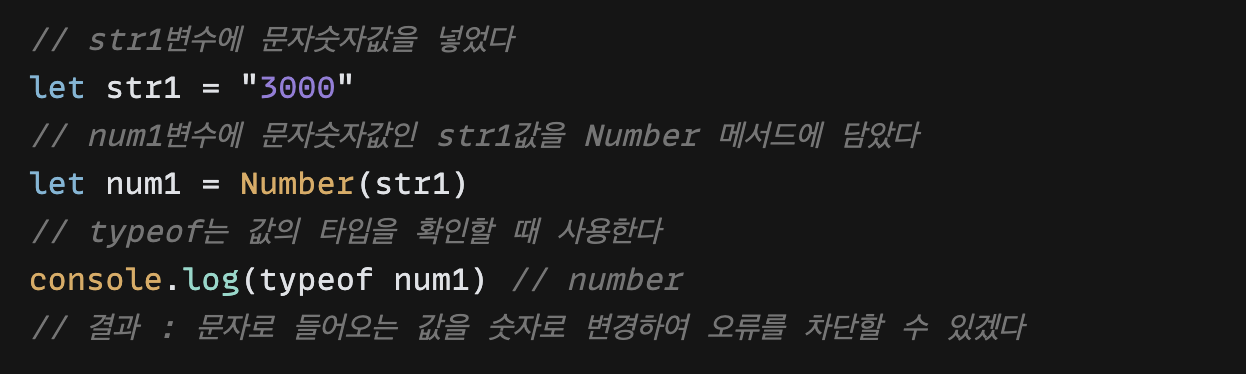 // str1변수에 문자숫자값을 넣었다
let str1 = "3000"
// num1변수에 문자숫자값인 str1값을 Number 메서드에 담았다
let num1 = Number(str1)
// typeof는 값의 타입을 확인할 때 사용한다
console.log(typeof num1) // number
// 결과 : 문자로 들어오는 값을 숫자로 변경하여 오류를 차단할 수 있겠다